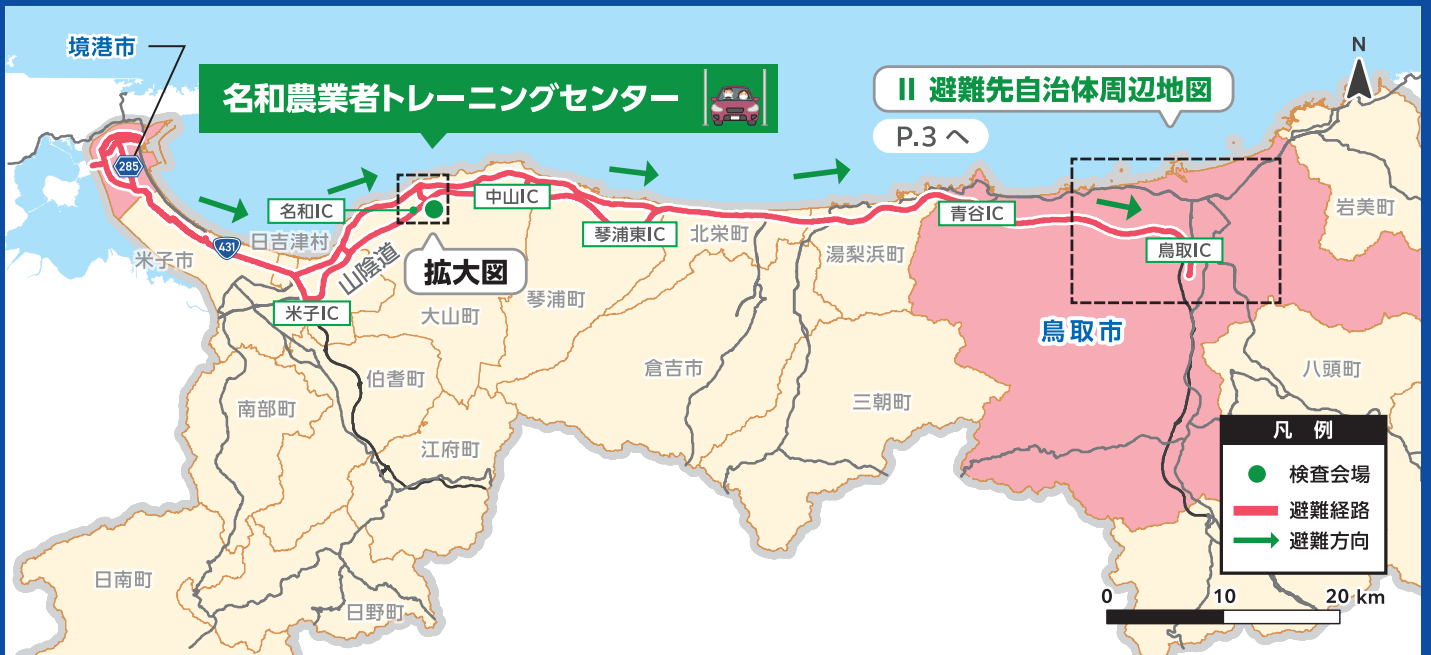 境港市
名和農業者トレーニングセンター
II 避難先自治体周辺地図
P.3 へ
N
285
431
名和IC
日吉津村
米子市
山陰道
米子IC
拡大図
中山IC
琴浦東IC
北栄町
湯梨浜町
青谷IC
鳥取IC
岩美町
琴浦町
大山町
伯耆町
南部町
江府町
倉吉市
三朝町
鳥取市
八頭町
日南町
日野町
凡 例
検査会場
避難経路
避難方向
0 10 20 km